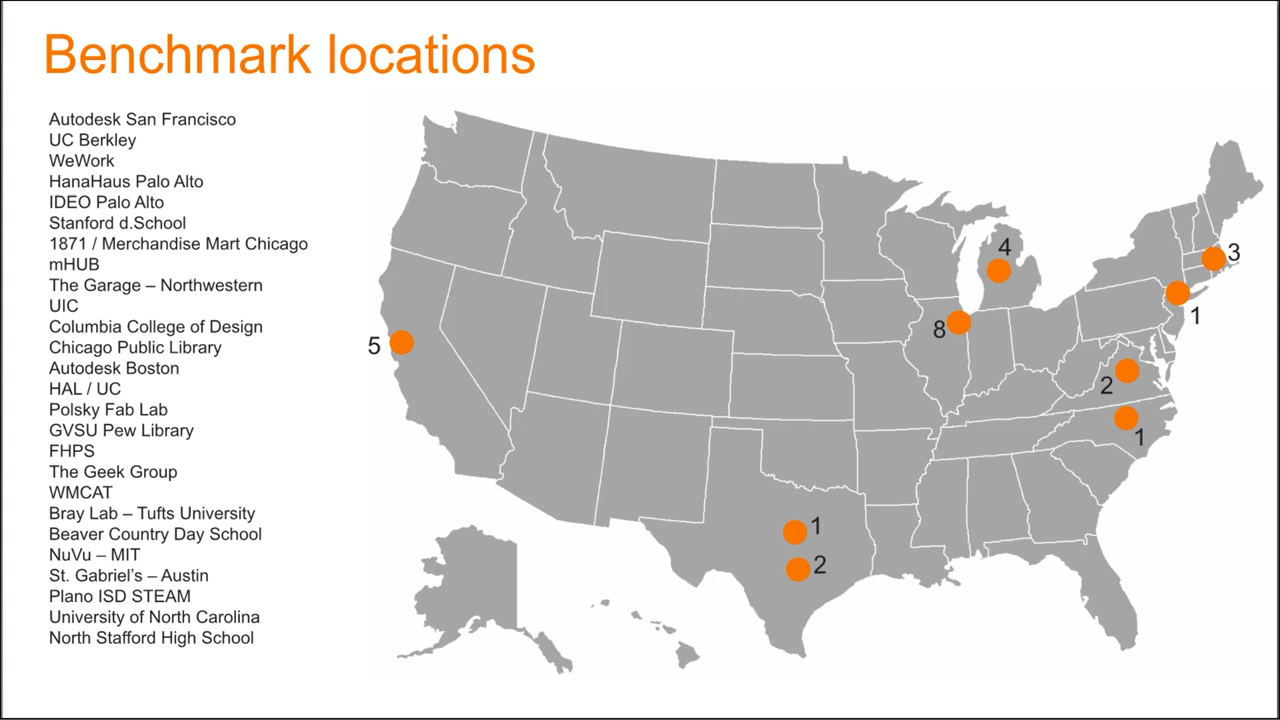 Benchmark locations
Autodesk San Francisco
UC Berkley
WeWork
HanaHaus Palo Alto
IDEO Palo Alto
Stanford d.School
1871 / Merchandise Mart Chicago
mHUB
The Garage – Northwestern
UIC
Columbia College of Design
Chicago Public Library
Autodesk Boston
HAL / UC
Polsky Fab Lab
GVSU Pew Library
FHPS
The Geek Group
WMCAT
Bray Lab – Tufts University
Beaver Country Day School
NuVu – MIT
St. Gabriel's – Austin
Plano ISD STEAM
University of North Carolina
North Stafford High School
4
3
1
8
5
2
1
1
2